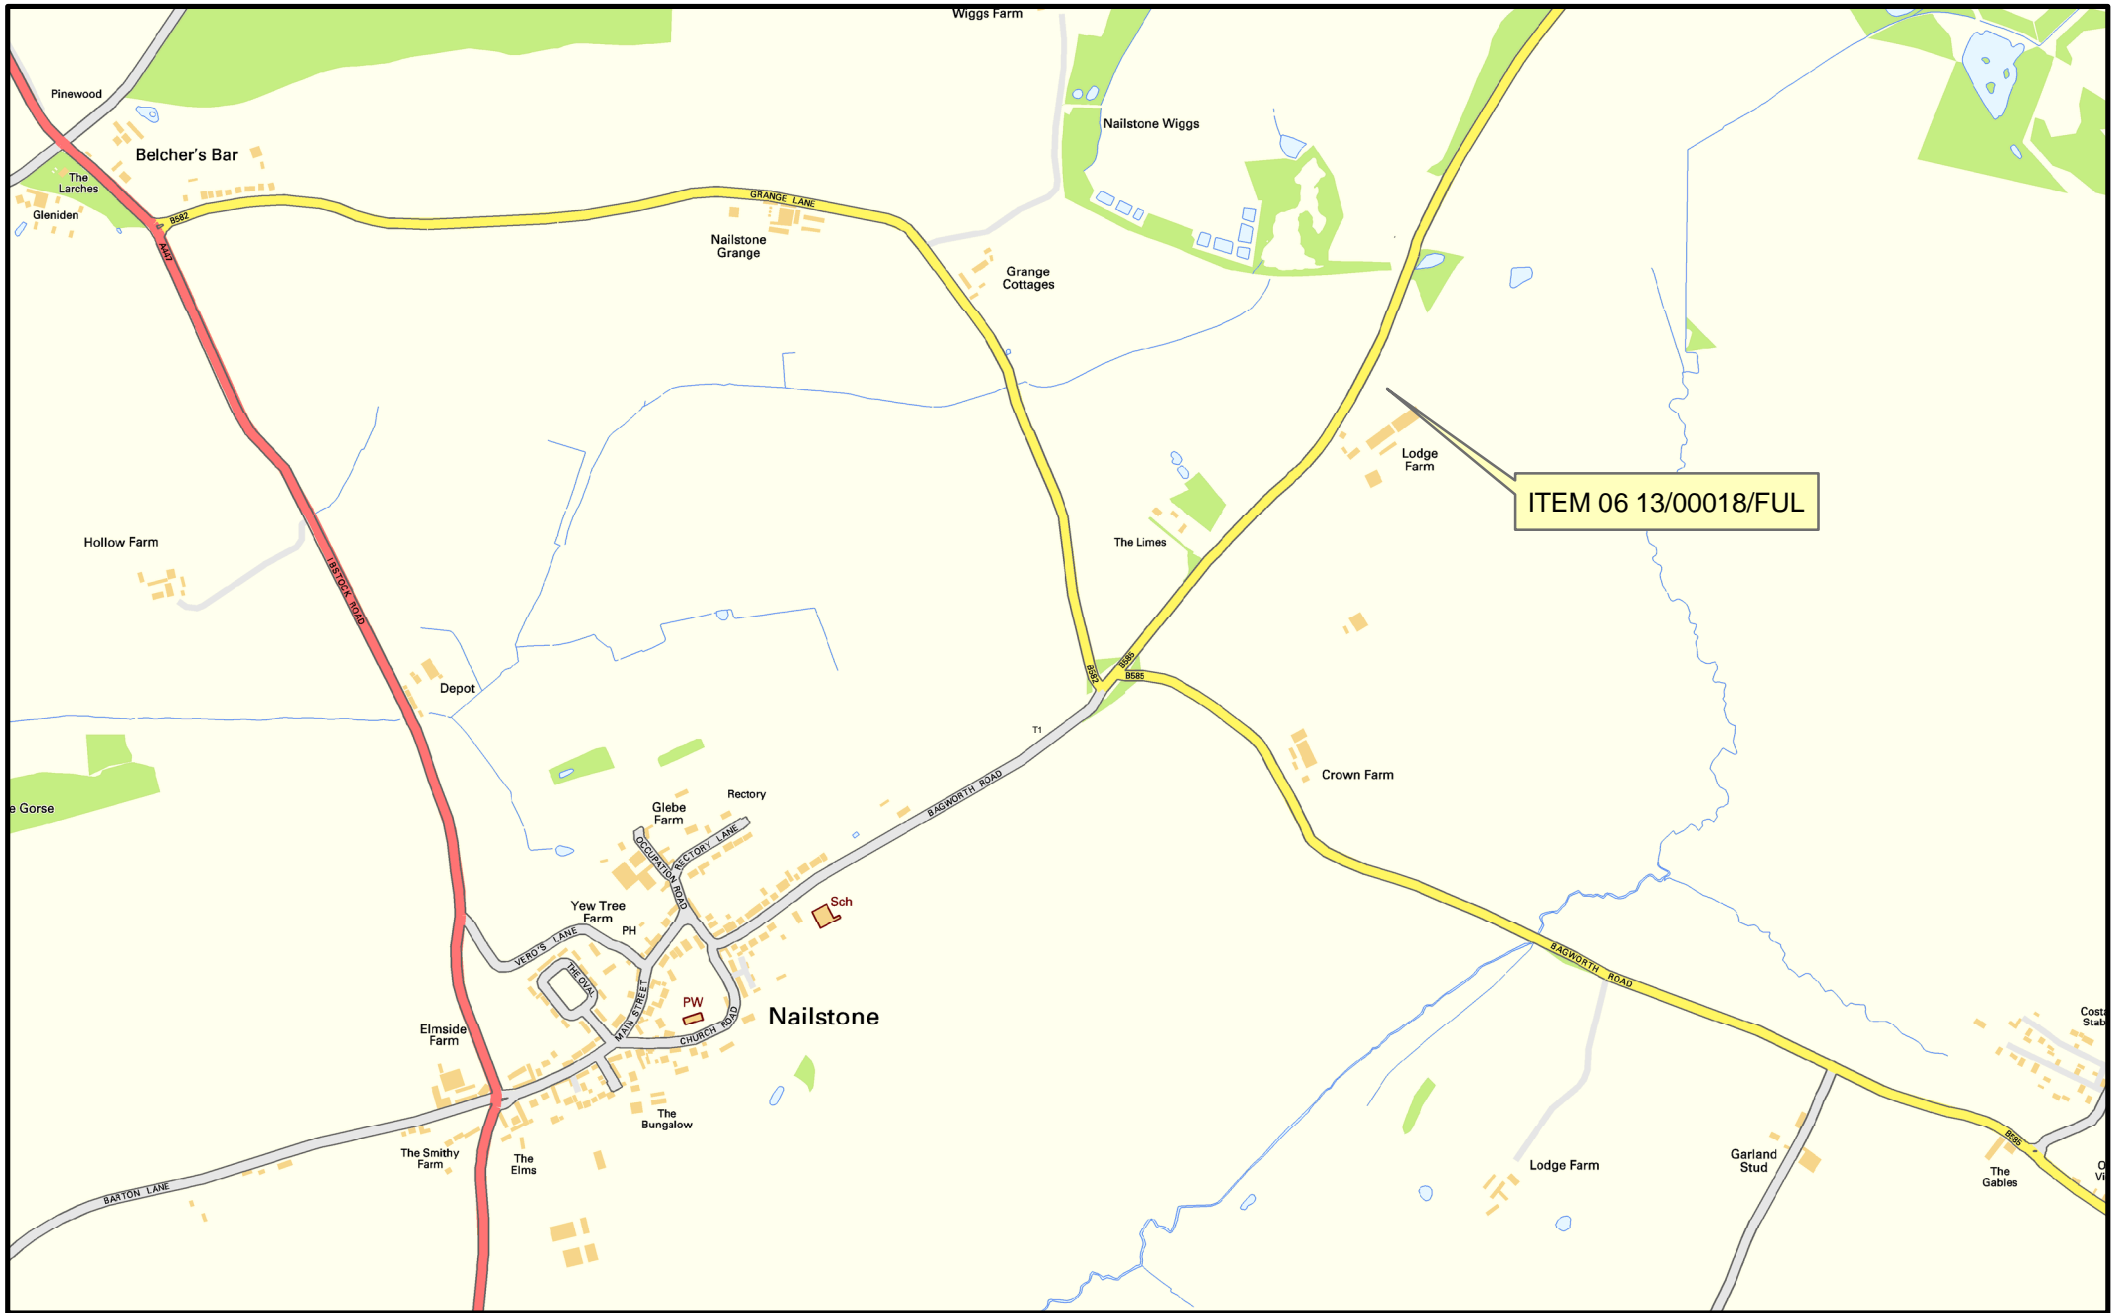 Wiggs Farm
Pinewood
Nailstone Wiggs
Belcher's Bar
The
Larches
Gleniden
B582
A447
GRANGE LANE
Nailstone
Grange
Grange
Cottages
Lodge
Farm
ITEM 06 13/00018/FUL
Hollow Farm
IBSTOCK ROAD
The Limes
B582
B585
B585
Depot
T1
Crown Farm
e Gorse
Glebe
Farm
Rectory
BAGWORTH ROAD
OCCUPATION ROAD
RECTORY LANE
Yew Tree
Farm
PH
Sch
VERO'S LANE
THE OVAL
MAIN STREET
PW
CHURCH ROAD
Nailstone
BAGWORTH ROAD
Elmside
Farm
Costa
Stab
The
Bungalow
The Smithy
Farm
The
Elms
BARTON LANE
Lodge Farm
Garland
Stud
B585
The
Gables
O
Vi